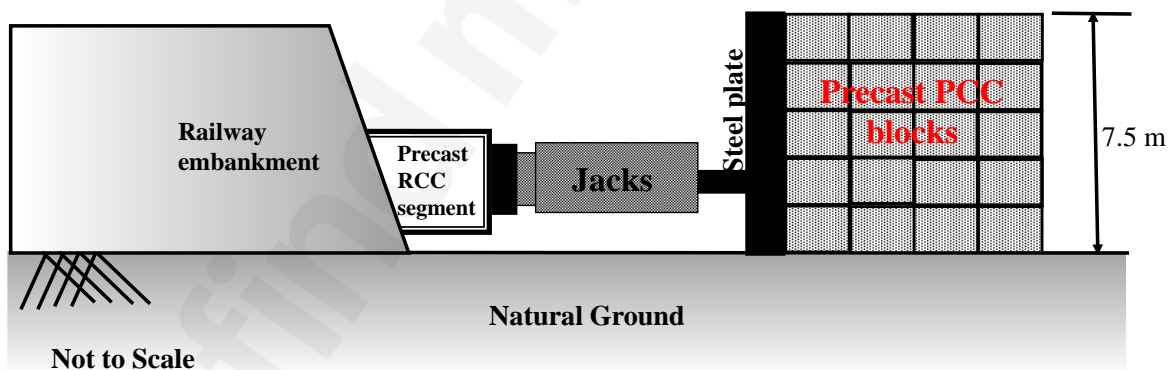 Railway
embankment
Precast
RCC
segment
Jacks
Steel plate
Precast PCC
blocks
7.5 m
Natural Ground
Not to Scale